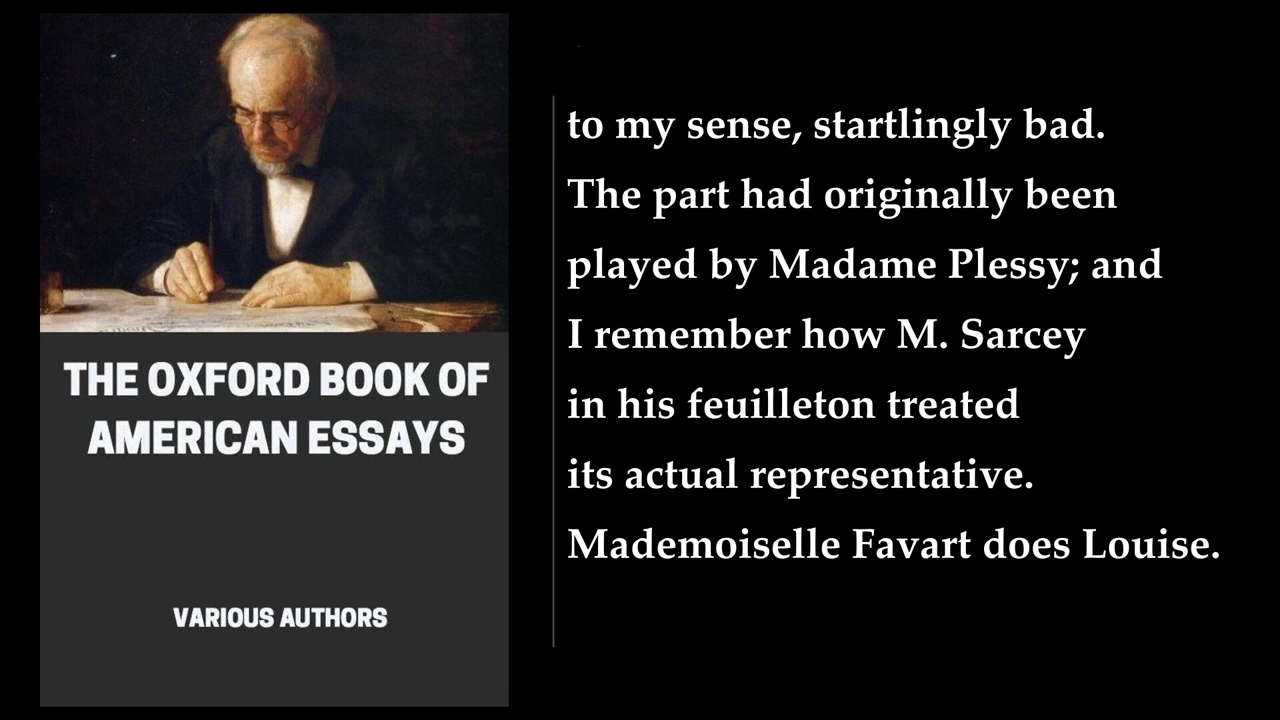 THE OXFORD BOOK OF
AMERICAN ESSAYS
VARIOUS AUTHORS
to my sense, startlingly bad.
The part had originally been
played by Madame Plessy; and
I remember how M. Sarcey
in his feuilleton treated
its actual representative.
Mademoiselle Favart does Louise.